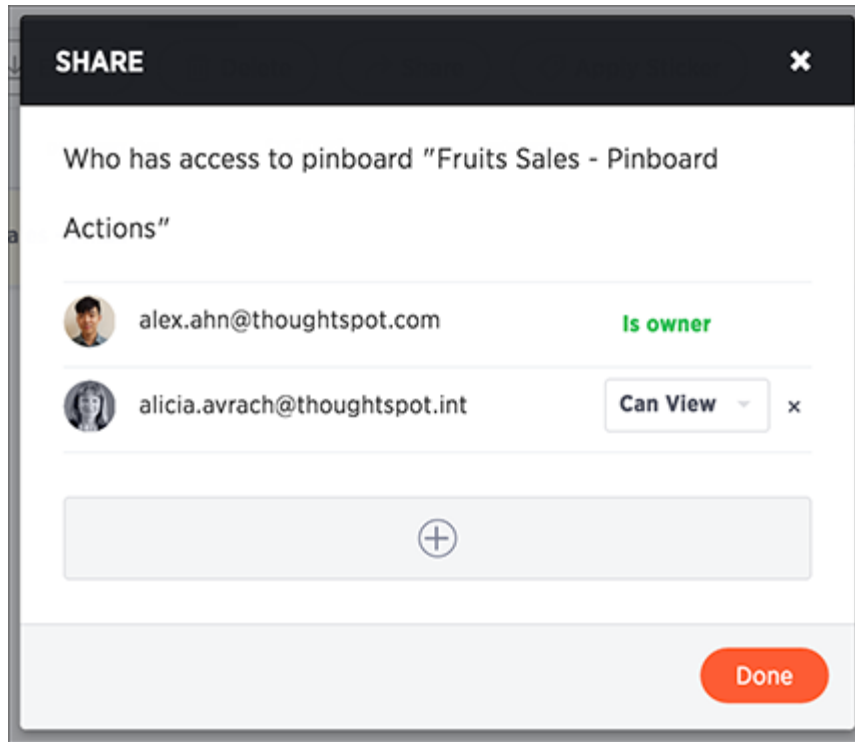 SHARE
Who has access to pinboard "Fruits Sales - Pinboard
Actions"
alex.ahn@thoughtspot.com Is owner
alicia.avrach@thoughtspot.int Can View ×
Done